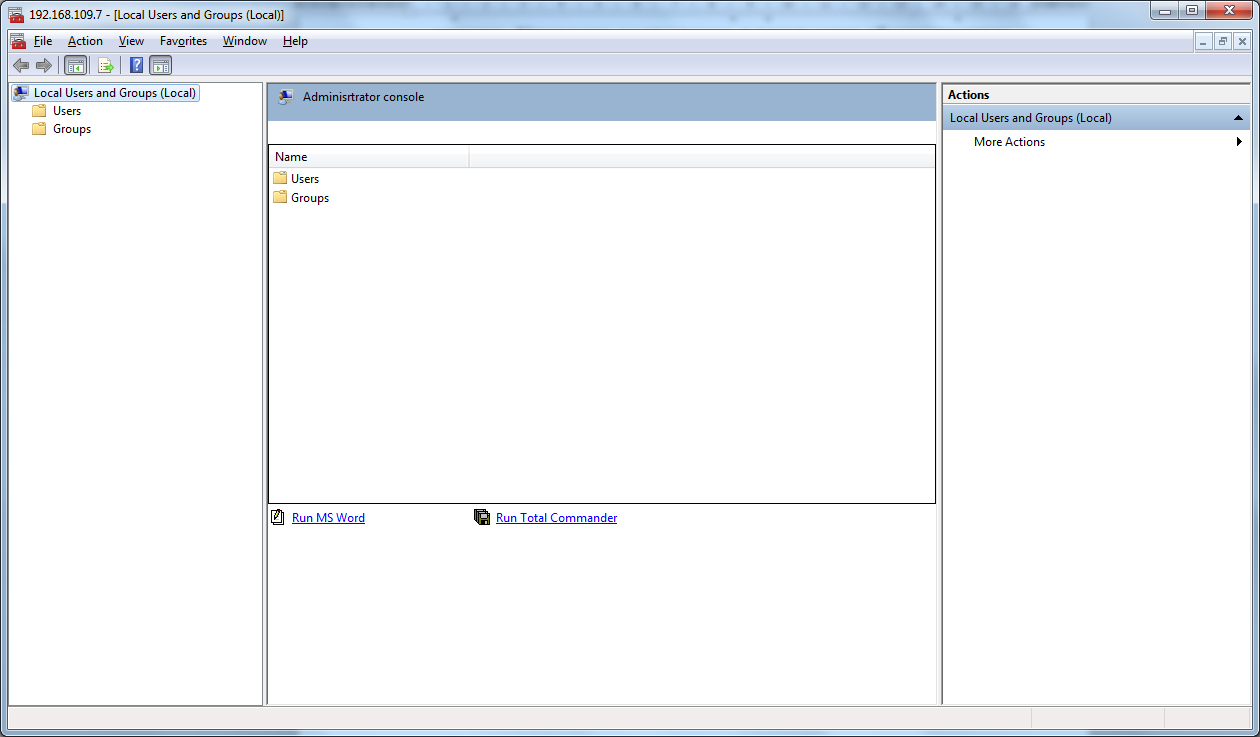 192.168.109.7 - [Local Users and Groups (Local)]
File Action View Favorites Window Help
Local Users and Groups (Local)
Users
Groups
Adminisrtrator console
Name
Users
Groups
Run MS Word
Run Total Commander
Actions
Local Users and Groups (Local)
More Actions